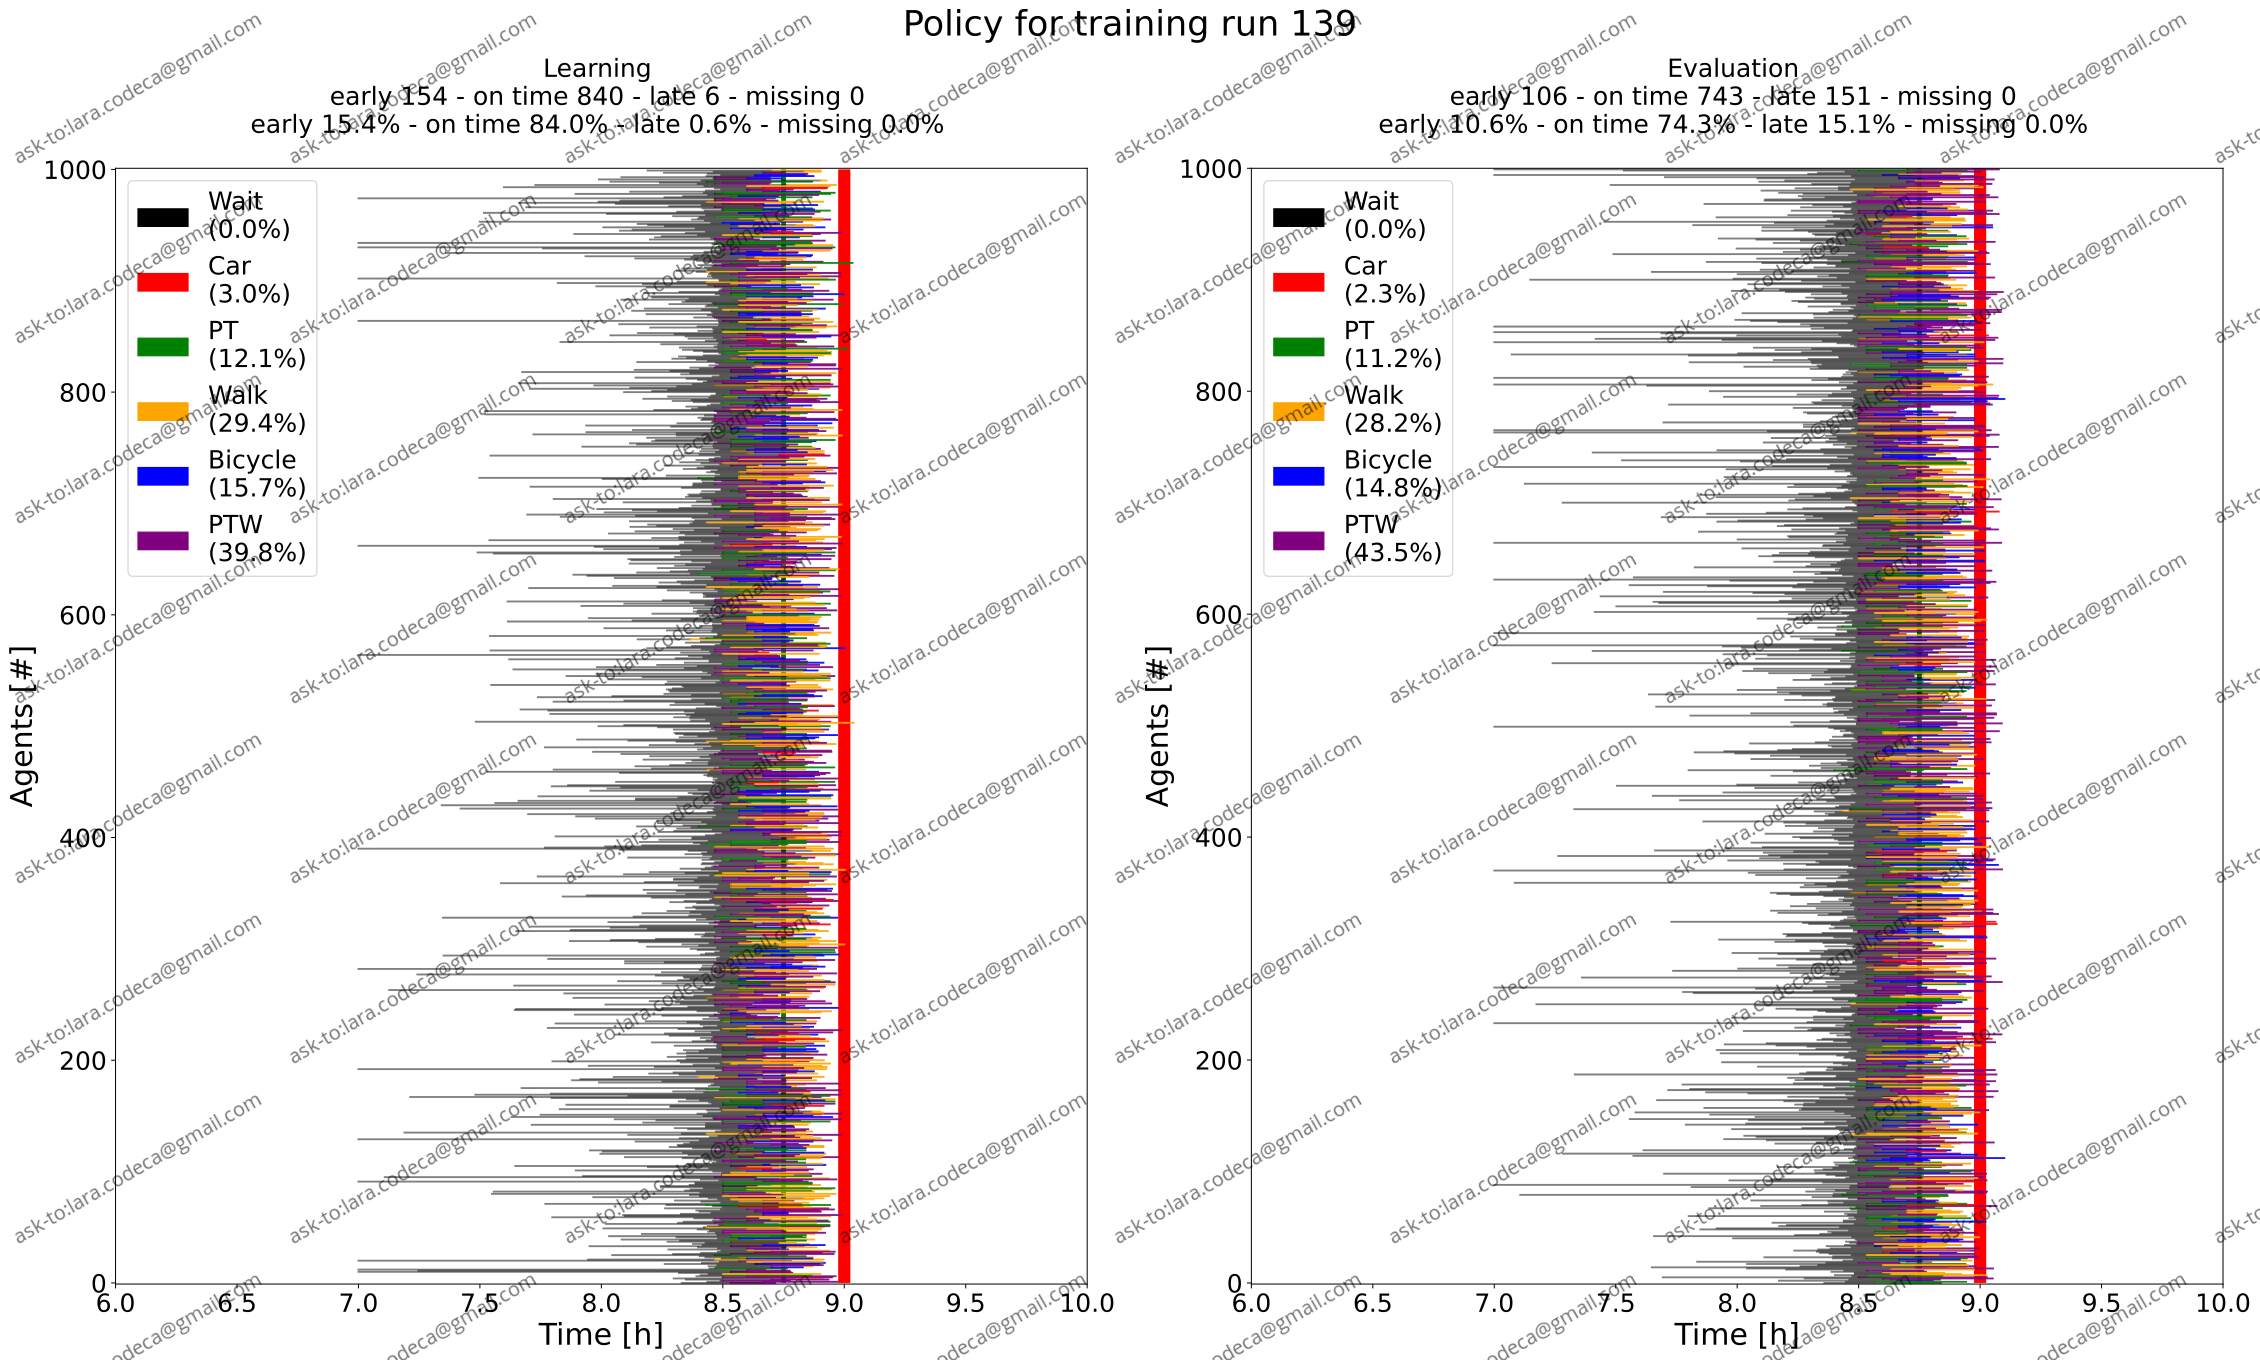 Policy for training run 139
Learning
early 154 - on time 840 - late 6 - missing 0
early 15.4% - on time 84.0% - late 0.6% - missing 0.0%
Wait
(0.0%)
Car
(3.0%)
PT
(12.1%)
Walk
(29.4%)
Bicycle
(15.7%)
PTW
(39.8%)
Agents [#]
1000
800
600
400
200
0
6.0 6.5 7.0 7.5 8.0 8.5 9.0 9.5 10.0
Time [h]
Evaluation
early 106 - on time 743 - late 151 - missing 0
early 10.6% - on time 74.3% - late 15.1% - missing 0.0%
Wait
(0.0%)
Car
(2.3%)
PT
(11.2%)
Walk
(28.2%)
Bicycle
(14.8%)
PTW
(43.5%)
Agents [#]
1000
800
600
400
200
0
6.0 6.5 7.0 7.5 8.0 8.5 9.0 9.5 10.0
Time [h]
ask-to:lara.codeca@gmail.com